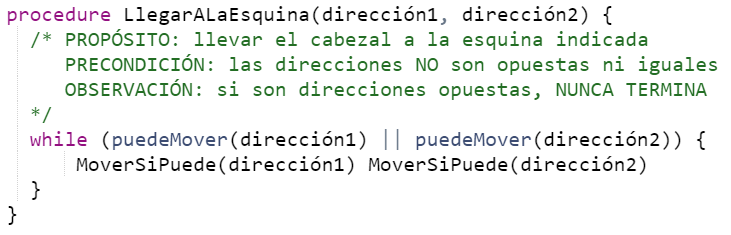 procedure LlegarALaEsquina(dirección1, dirección2) {
/* PROPÓSITO: llevar el cabezal a la esquina indicada
PRECONDICIÓN: las direcciones NO son opuestas ni iguales
OBSERVACIÓN: si son direcciones opuestas, NUNCA TERMINA
*/
while (puedeMover(dirección1) || puedeMover(dirección2)) {
MoverSiPuede(dirección1) MoverSiPuede(dirección2)
}
}